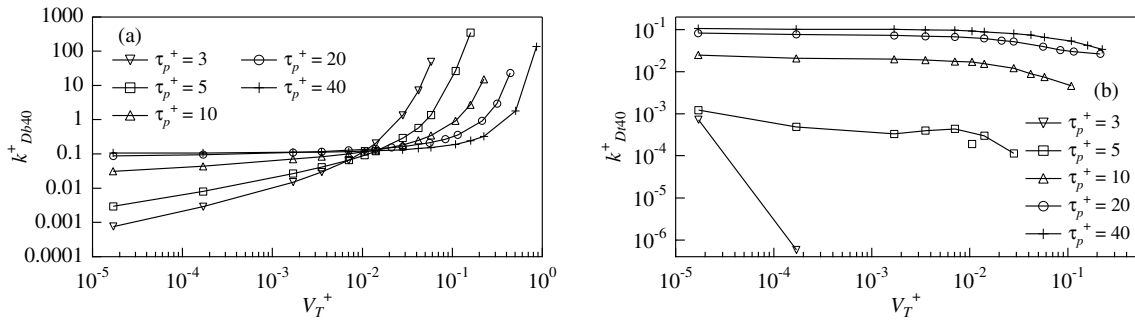 (a)
1000
100
10
1
0.1
0.01
0.001
0.0001
k⁺Db40
τp⁺ = 3
τp⁺ = 5
τp⁺ = 10
τp⁺ = 20
τp⁺ = 40
10⁻⁵ 10⁻⁴ 10⁻³ 10⁻² 10⁻¹ 10⁰
VT⁺
(b)
10⁻¹
10⁻²
10⁻³
10⁻⁴
10⁻⁵
10⁻⁶
k⁺Dt40
τp⁺ = 3
τp⁺ = 5
τp⁺ = 10
τp⁺ = 20
τp⁺ = 40
10⁻⁵ 10⁻⁴ 10⁻³ 10⁻² 10⁻¹
VT⁺